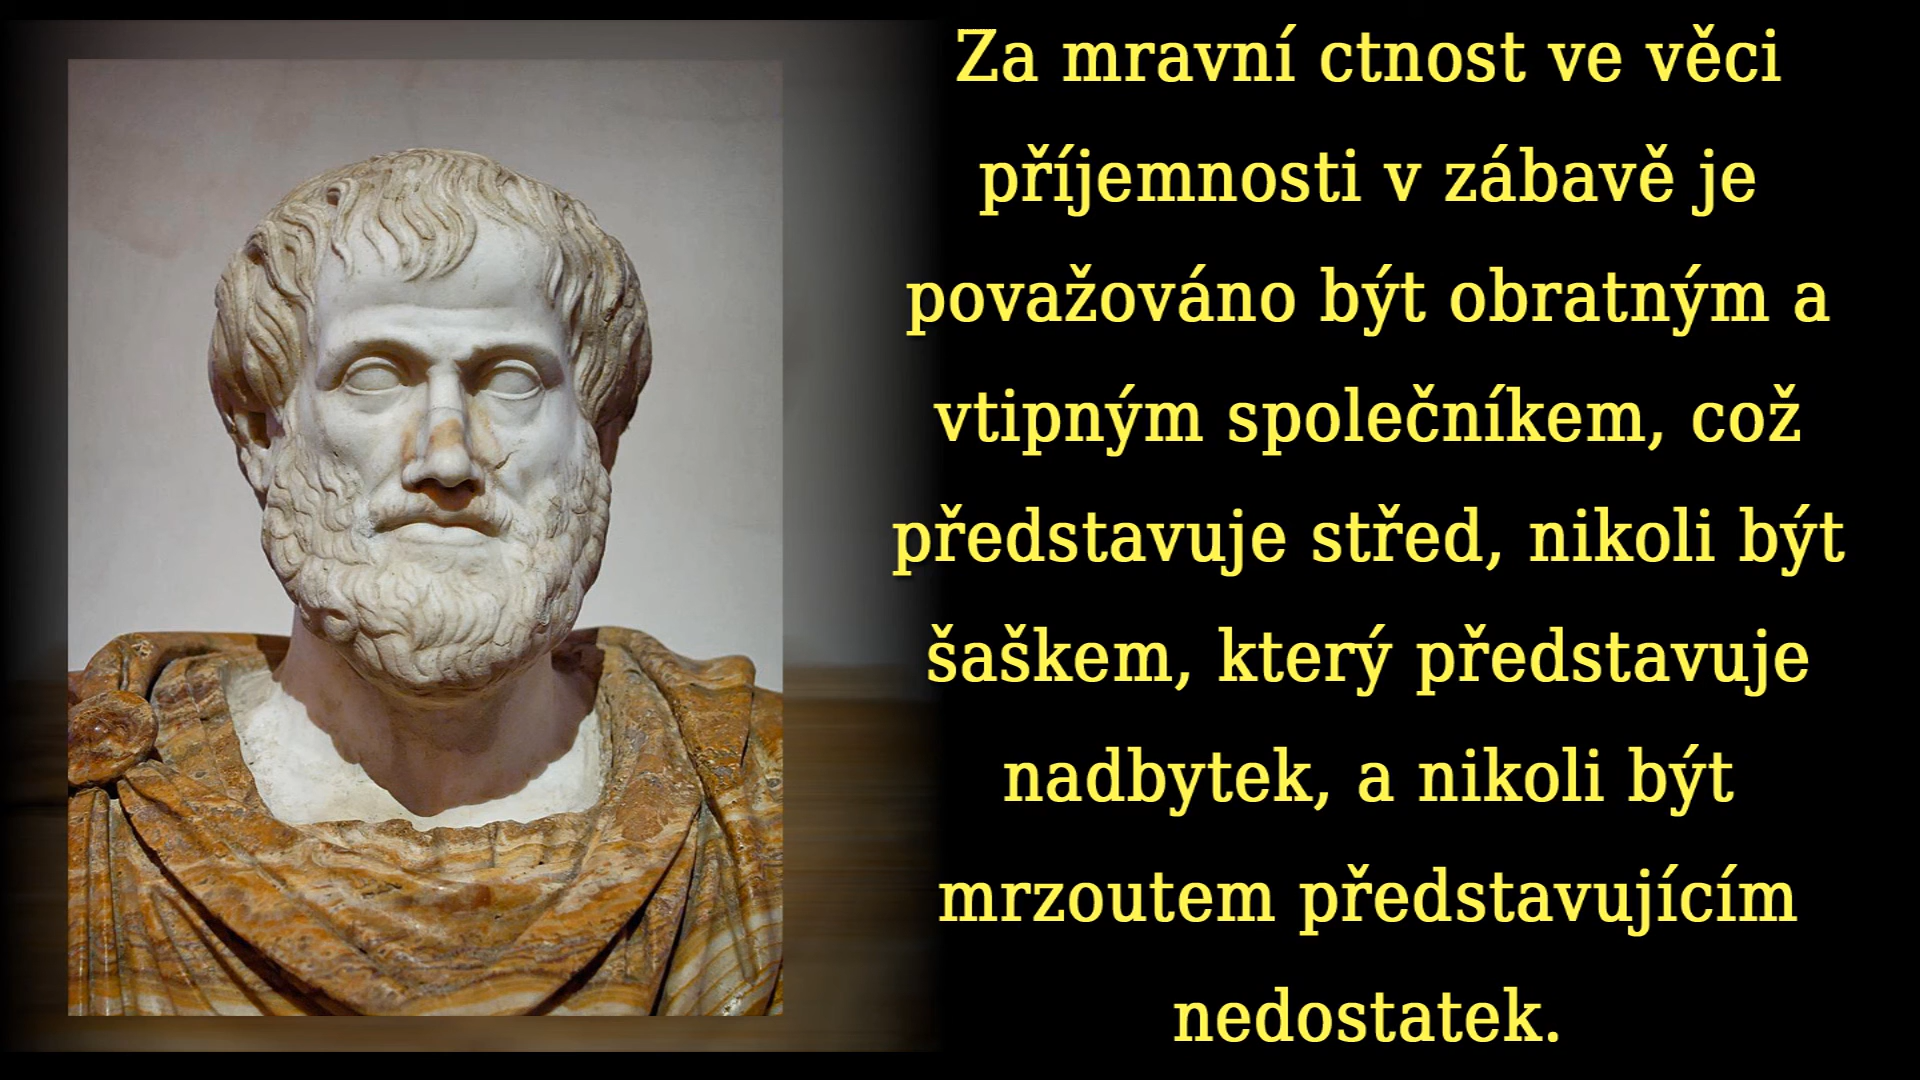 Za mravní ctnost ve věci
příjemnosti v zábavě je
považováno být obratným a
vtipným společníkem, což
představuje střed, nikoli být
šaškem, který představuje
nadbytek, a nikoli být
mrzoutem představujícím
nedostatek.